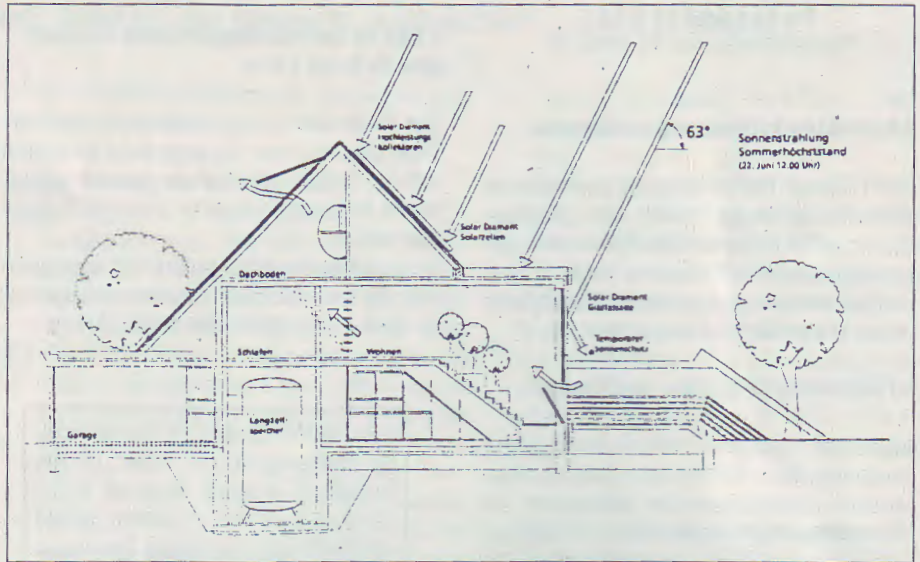 Solar Diamant
Hochleistungs
kollektoren
63°
Sonnenstrahlung
Sommerhöchststand
(22. Juni 12.00 Uhr)
Solar Diamant
Solarzellen
Dachboden
Solar Diamant
Glasfassade
Temporärer
Sonnenschutz
Schlafen
Wohnen
Langzeit-
speicher
Garage